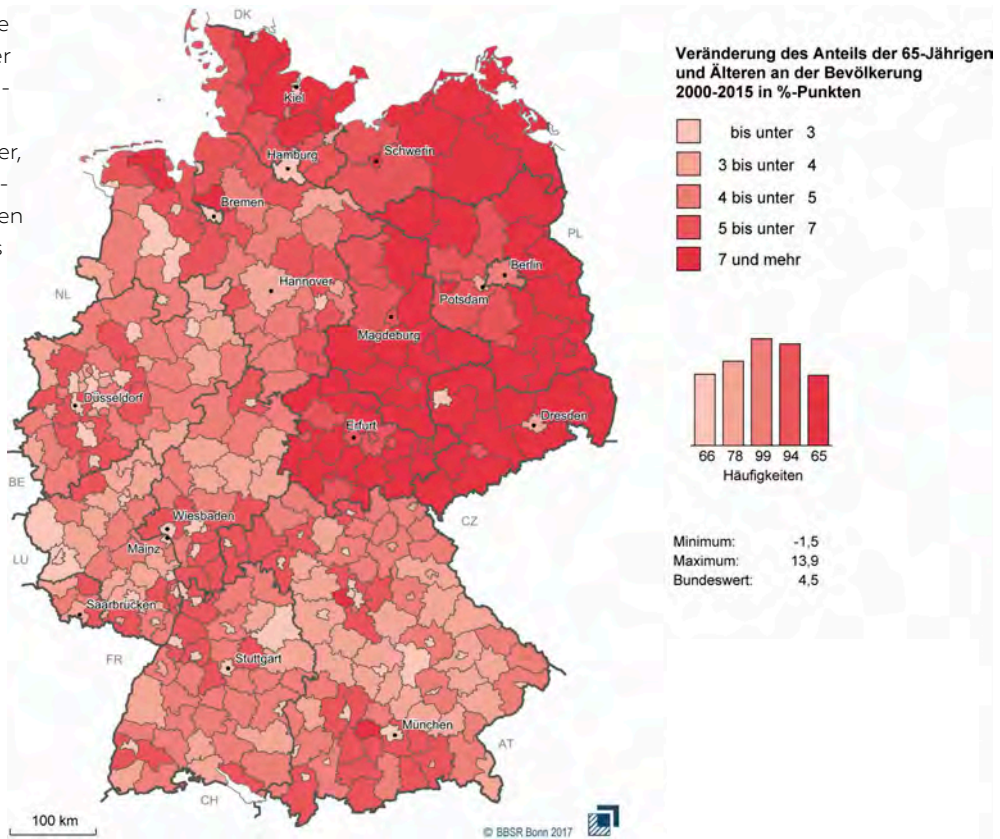 e
er
-
er,
-
en
s
DK
Kiel
Hamburg
Schwerin
Bremen
PL
Berlin
Hannover
Potsdam
NL
Magdeburg
Düsseldorf
Dresden
Erfurt
BE
Wiesbaden
CZ
Mainz
LU
Saarbrücken
FR
Stuttgart
München
AT
CH
100 km
© BBSR Bonn 2017
Veränderung des Anteils der 65-Jährigen
und Älteren an der Bevölkerung
2000-2015 in %-Punkten
bis unter 3
3 bis unter 4
4 bis unter 5
5 bis unter 7
7 und mehr
66 78 99 94 65
Häufigkeiten
Minimum: -1,5
Maximum: 13,9
Bundeswert: 4,5